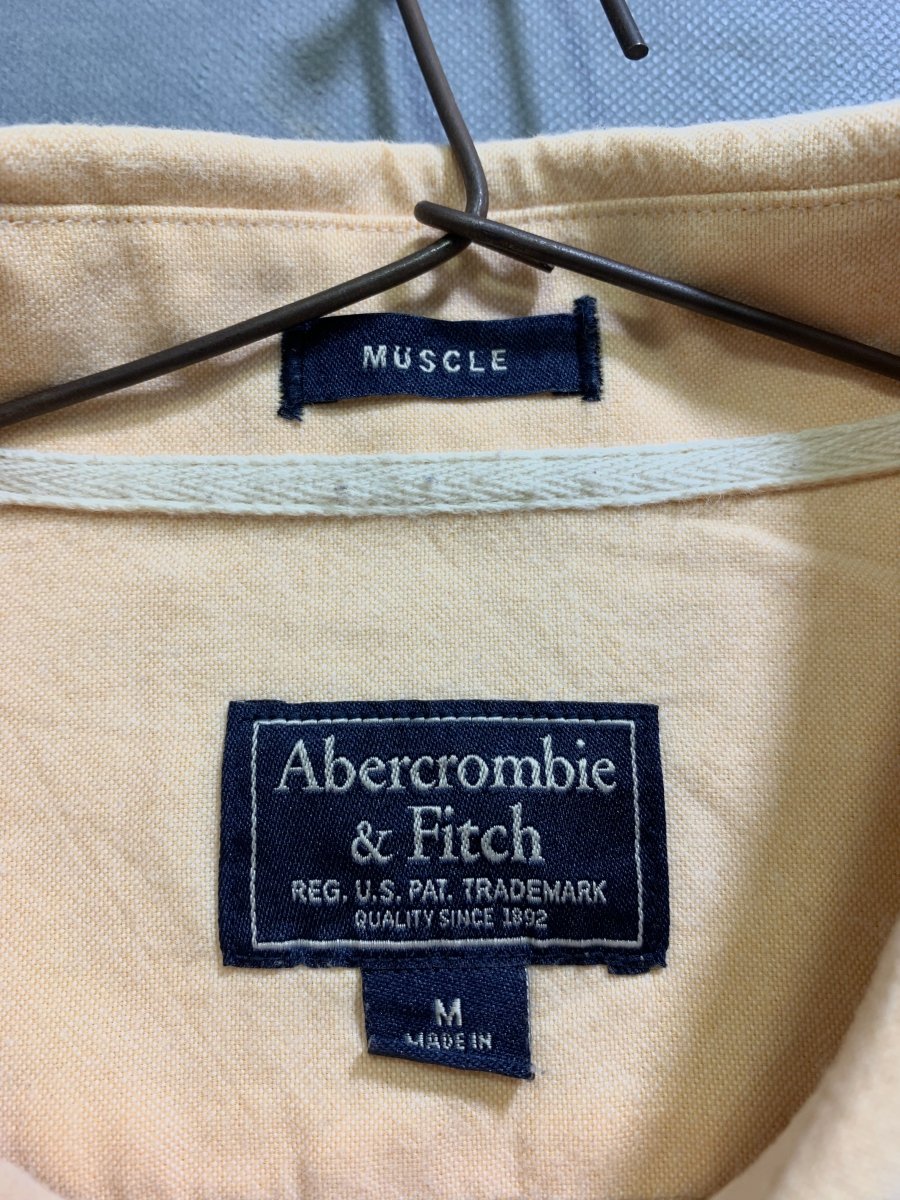 MUSCLE
Abercrombie
& Fitch
REG. U.S. PAT. TRADEMARK
QUALITY SINCE 1892
M
MADE IN